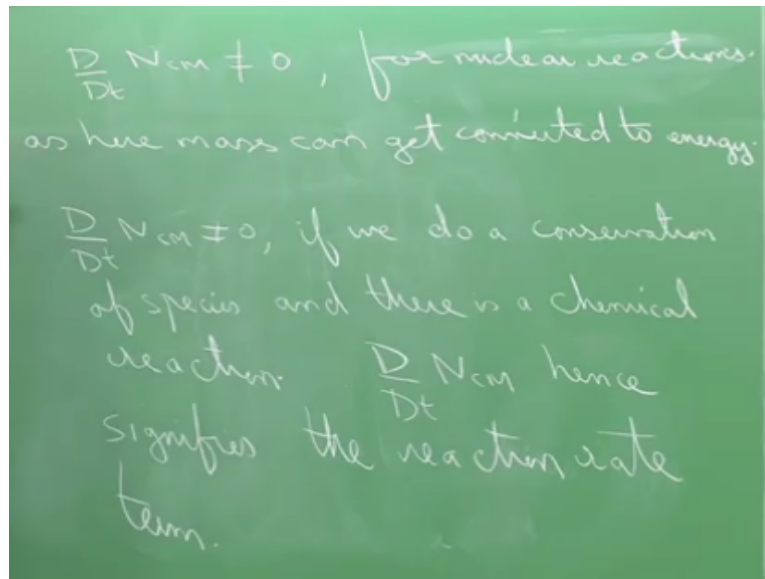 D/Dt N_CM ≠ 0, for nuclear reactions.
as here mass can get converted to energy.
D/Dt N_CM ≠ 0, if we do a conservation
of species and there is a chemical
reaction. D/Dt N_CM hence
signifies the reaction rate
term.